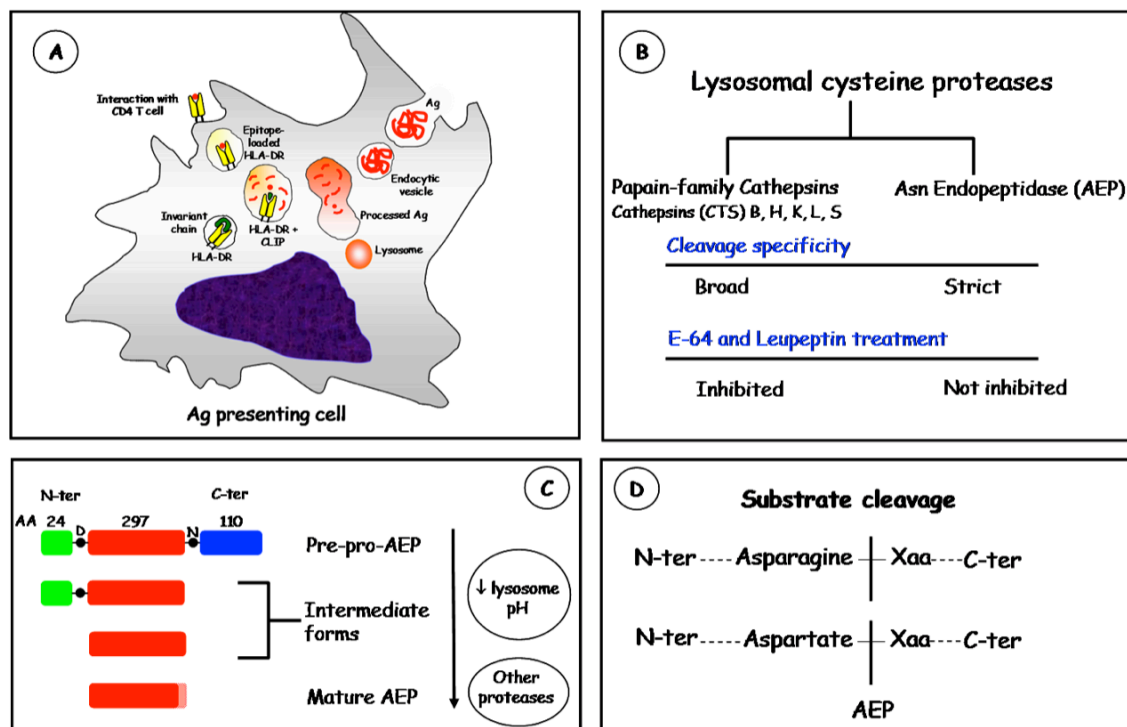 A
Interaction with
CD4 T cell
Ag
Epitope-
loaded
HLA-DR
Endocytic
vesicle
Processed Ag
Invariant
chain
HLA-DR +
CLIP
HLA-DR
Lysosome
Ag presenting cell
B
Lysosomal cysteine proteases
Papain-family Cathepsins
Cathepsins (CTS) B, H, K, L, S
Asn Endopeptidase (AEP)
Cleavage specificity
Broad Strict
E-64 and Leupeptin treatment
Inhibited Not inhibited
C
N-ter C-ter
AA 24 D 297 N 110
Pre-pro-AEP
Intermediate
forms
Mature AEP
↓ lysosome
pH
Other
proteases
D
Substrate cleavage
N-ter ---- Asparagine Xaa ---- C-ter
N-ter ---- Aspartate Xaa ---- C-ter
AEP